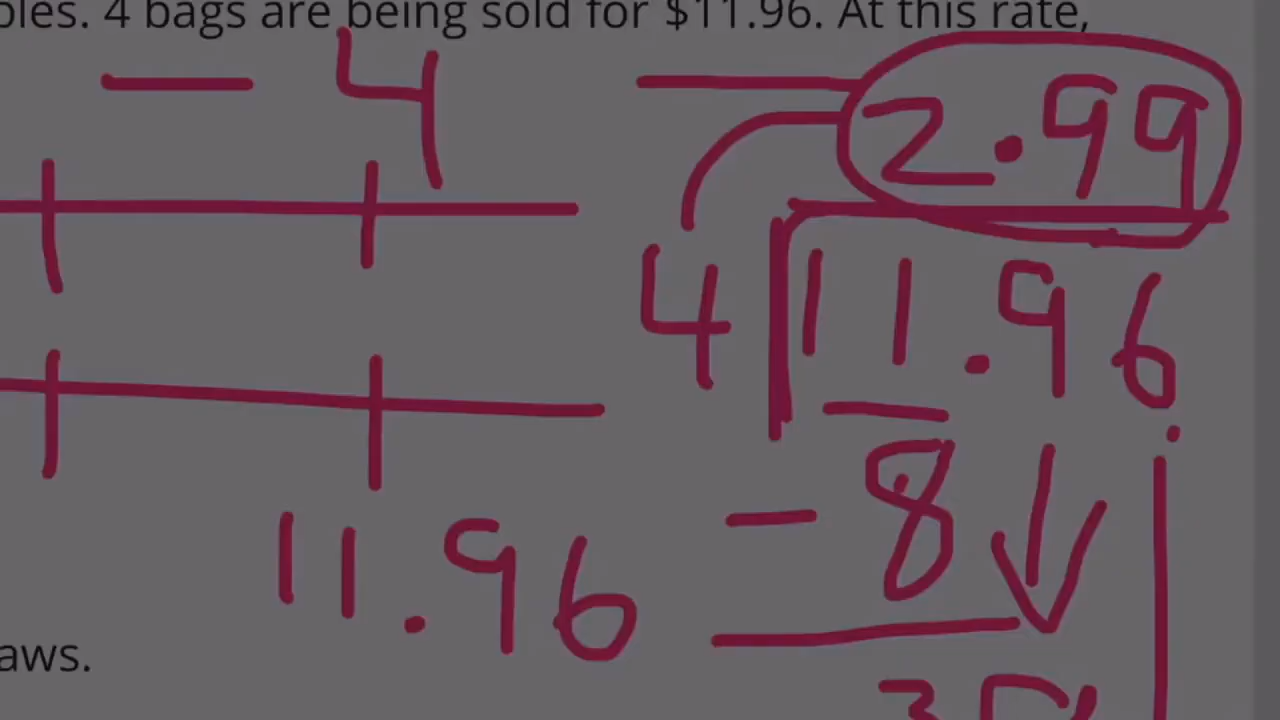 bles. 4 bags are being sold for $11.96. At this rate,
— 4
2.99
4 11.96
- 8
11.96
aws.